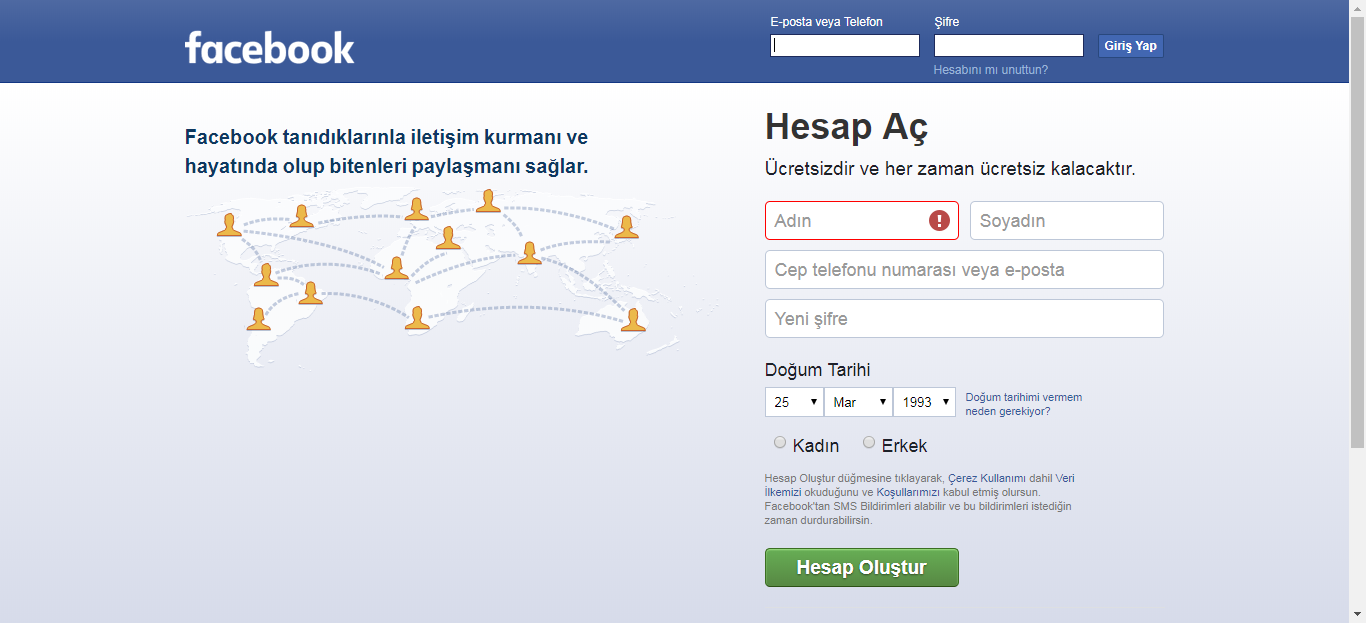 facebook
E-posta veya Telefon
Şifre
Giriş Yap
Hesabını mı unuttun?
Facebook tanıdıklarınla iletişim kurmanı ve
hayatında olup bitenleri paylaşmanı sağlar.
Hesap Aç
Ücretsizdir ve her zaman ücretsiz kalacaktır.
Adın
Soyadın
Cep telefonu numarası veya e-posta
Yeni şifre
Doğum Tarihi
25 Mar 1993
Doğum tarihimi vermem
neden gerekiyor?
Kadın Erkek
Hesap Oluştur düğmesine tıklayarak, Çerez Kullanımı dahil Veri
İlkemizi okuduğunu ve Koşullarımızı kabul etmiş olursun.
Facebook'tan SMS Bildirimleri alabilir ve bu bildirimleri istediğin
zaman durdurabilirsin.
Hesap Oluştur